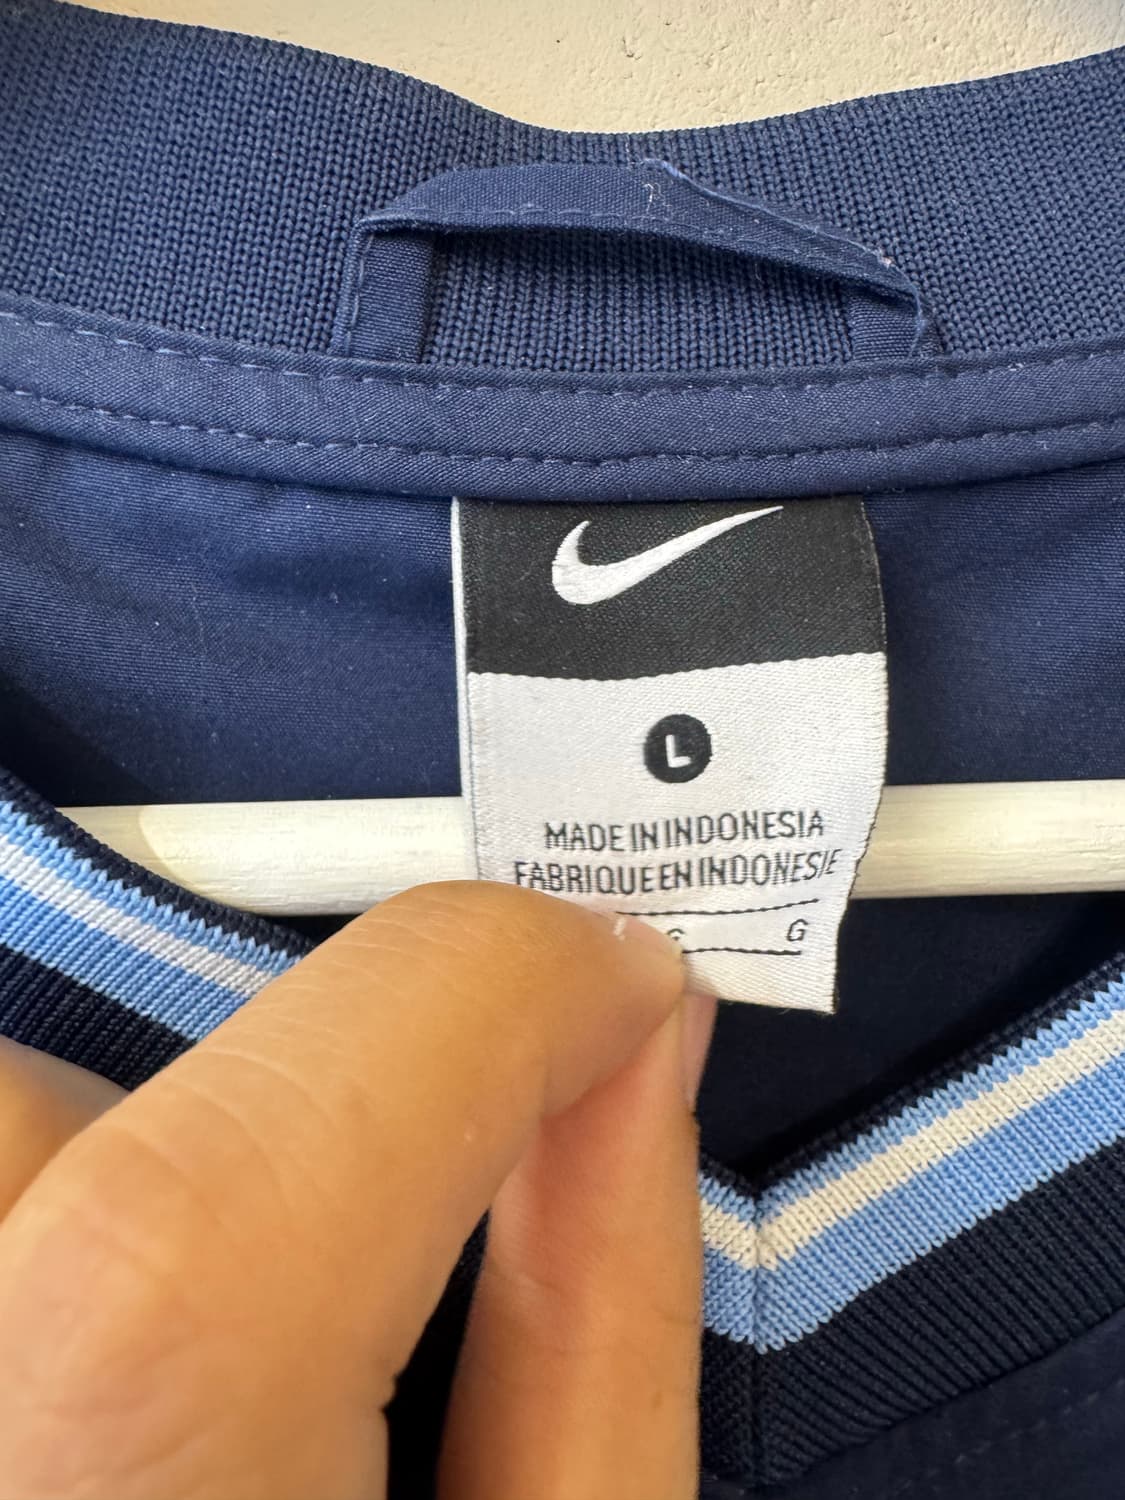 L
MADE IN INDONESIA
FABRIQUE EN INDONESIE
G